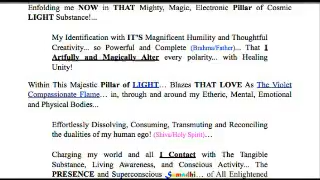 Enfolding me NOW in THAT Mighty, Magic, Electronic Pillar of Cosmic
LIGHT Substance!...
My Identification with IT'S Magnificent Humility and Thoughtful
Creativity... so Powerful and Complete (Brahma/Father)... That I
Artfully and Magically Alter every polarity... with Healing
Unity!
Within This Majestic Pillar of LIGHT... Blazes THAT LOVE As The Violet
Compassionate Flame... in, through and around my Etheric, Mental, Emotional
and Physical Bodies...
Effortlessly Dissolving, Consuming, Transmuting and Reconciling
the dualities of my human ego! (Shiva/Holy Spirit)...
Charging my world and all I Contact with The Tangible
Substance, Living Awareness, and Conscious Activity... The
PRESENCE and Superconscious Samadhi... of All Enlightened